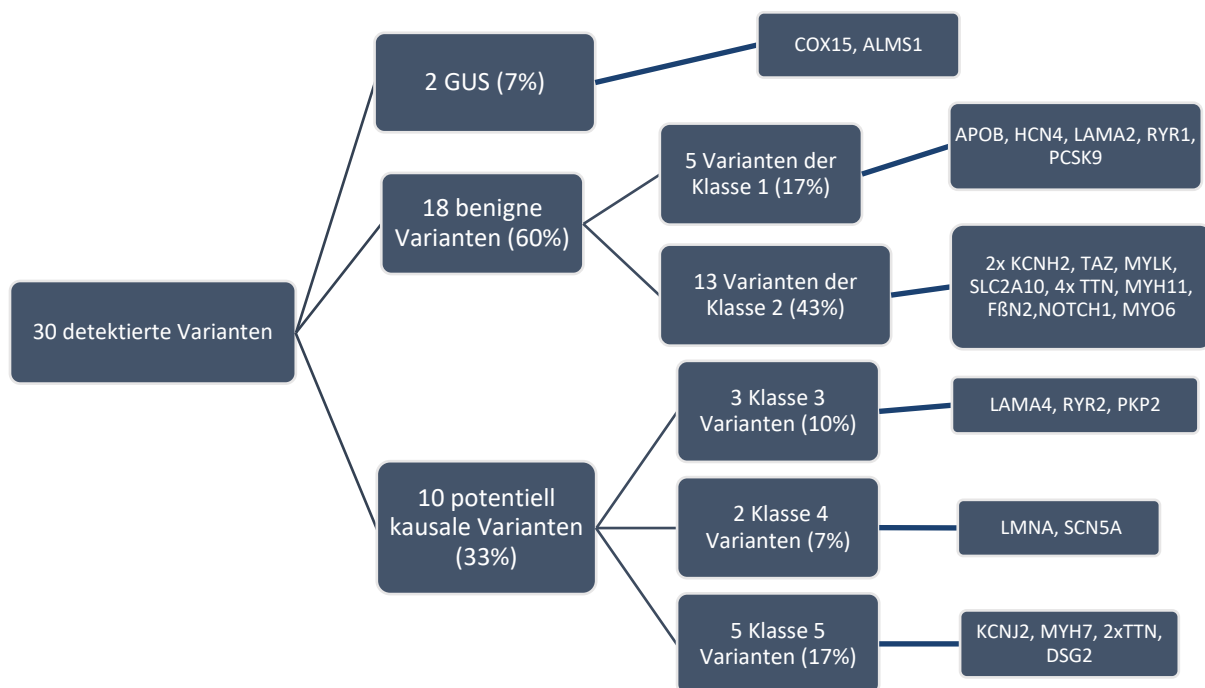 30 detektierte Varianten
2 GUS (7%)
COX15, ALMS1
18 benigne
Varianten (60%)
5 Varianten der
Klasse 1 (17%)
APOB, HCN4, LAMA2, RYR1,
PCSK9
13 Varianten der
Klasse 2 (43%)
2x KCNH2, TAZ, MYLK,
SLC2A10, 4x TTN, MYH11,
FßN2,NOTCH1, MYO6
10 potentiell
kausale Varianten
(33%)
3 Klasse 3
Varianten (10%)
LAMA4, RYR2, PKP2
2 Klasse 4
Varianten (7%)
LMNA, SCN5A
5 Klasse 5
Varianten (17%)
KCNJ2, MYH7, 2xTTN,
DSG2